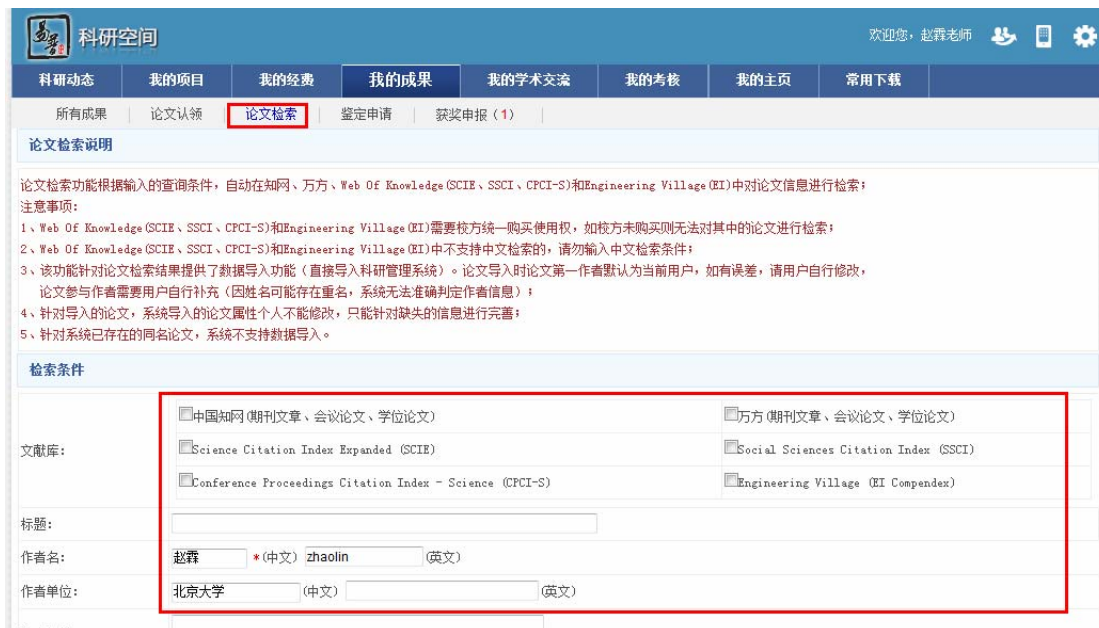 易普 科研空间 欢迎您，赵霖老师
科研动态 我的项目 我的经费 我的成果 我的学术交流 我的考核 我的主页 常用下载
所有成果 论文认领 论文检索 鉴定申请 获奖申报（1）
论文检索说明
论文检索功能根据输入的查询条件，自动在知网、万方、Web Of Knowledge(SCIE、SSCI、CPCI-S)和Engineering Village(EI)中对论文信息进行检索；
注意事项：
1、Web Of Knowledge(SCIE、SSCI、CPCI-S)和Engineering Village(EI)需要校方统一购买使用权，如校方未购买则无法对其中的论文进行检索；
2、Web Of Knowledge(SCIE、SSCI、CPCI-S)和Engineering Village(EI)中不支持中文检索的，请勿输入中文检索条件；
3、该功能针对论文检索结果提供了数据导入功能（直接导入科研管理系统）。论文导入时论文第一作者默认为当前用户，如有误差，请用户自行修改，
论文参与作者需要用户自行补充（因姓名可能存在重名，系统无法准确判定作者信息）；
4、针对导入的论文，系统导入的论文属性个人不能修改，只能针对缺失的信息进行完善；
5、针对系统已存在的同名论文，系统不支持数据导入。
检索条件
文献库： 中国知网(期刊文章、会议论文、学位论文) 万方(期刊文章、会议论文、学位论文)
Science Citation Index Expanded (SCIE) Social Sciences Citation Index (SSCI)
Conference Proceedings Citation Index - Science (CPCI-S) Engineering Village (EI Compendex)
标题：
作者名： 赵霖 *(中文) zhaolin (英文)
作者单位： 北京大学 (中文) (英文)